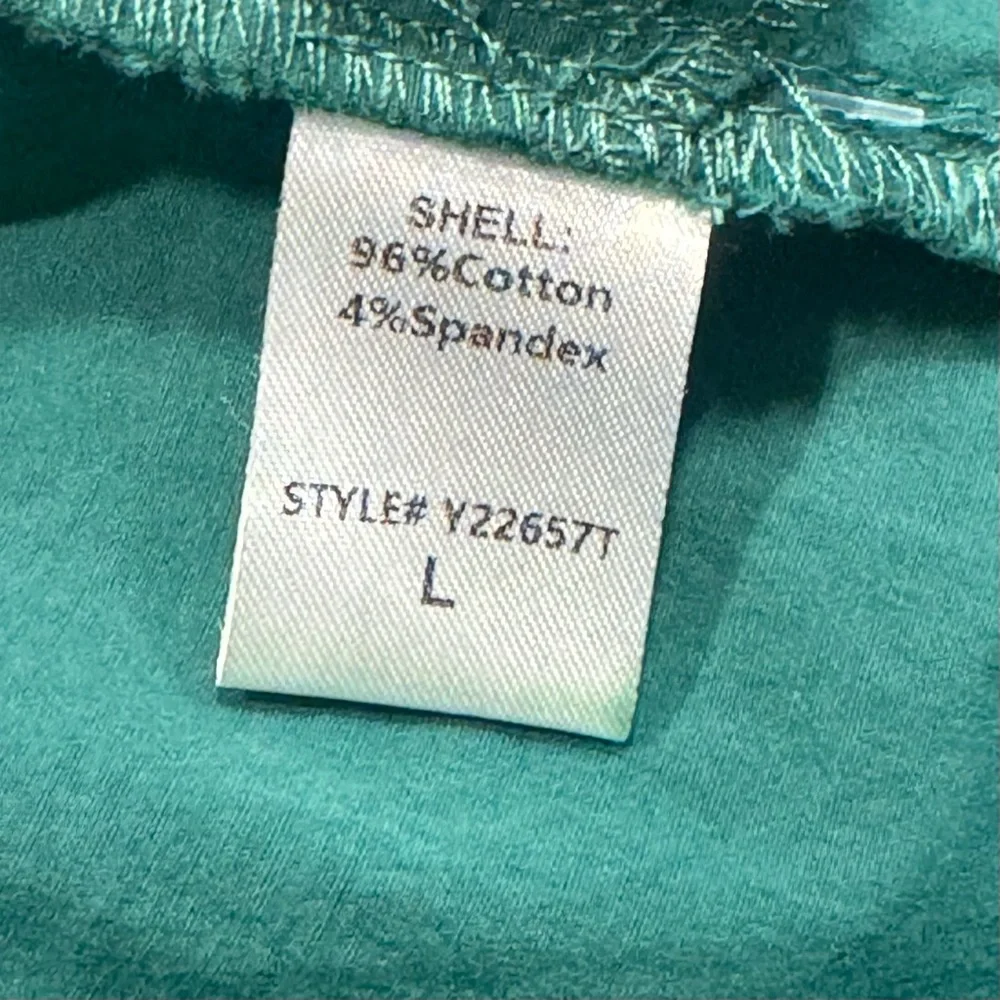 SHELL:
96%Cotton
4%Spandex
STYLE# Y22657T
L